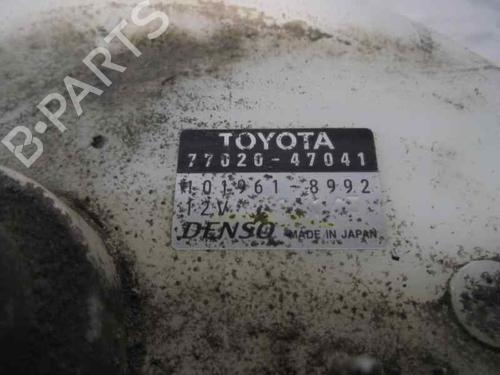 B-PARTS
TOYOTA
77020-47041
101961-8992
12V
DENSO MADE IN JAPAN